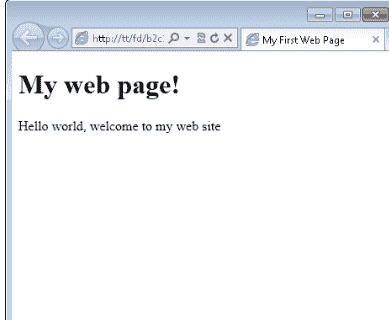 http://tt/fd/b2c:
My First Web Page
My web page!
Hello world, welcome to my web site